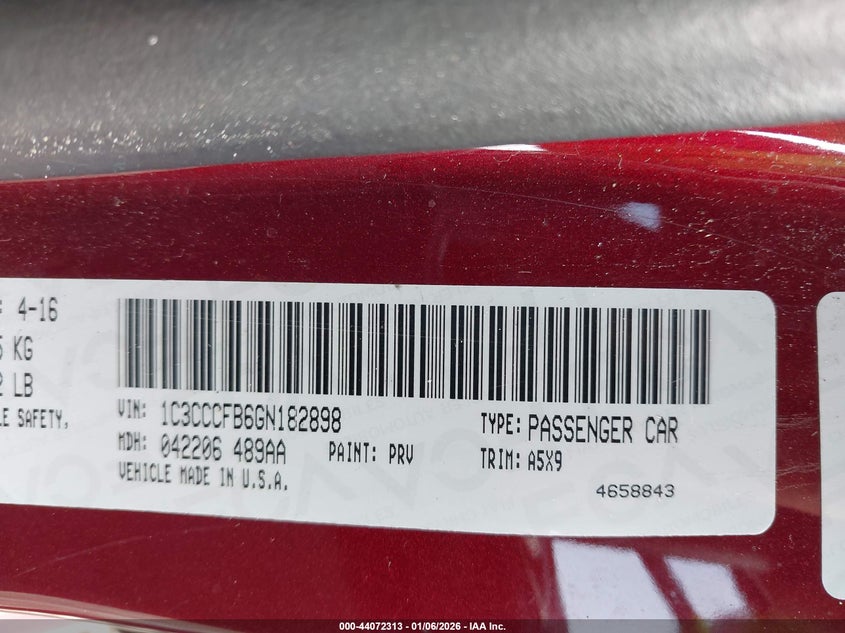 : 4-16
KG
LB
LE SAFETY,
VIN: 1C3CCCFB6GN182898
TYPE: PASSENGER CAR
MDH: 042206 489AA
PAINT: PRV
TRIM: A5X9
VEHICLE MADE IN U.S.A.
4658843
000-44072313 - 01/06/2026 - IAA Inc.